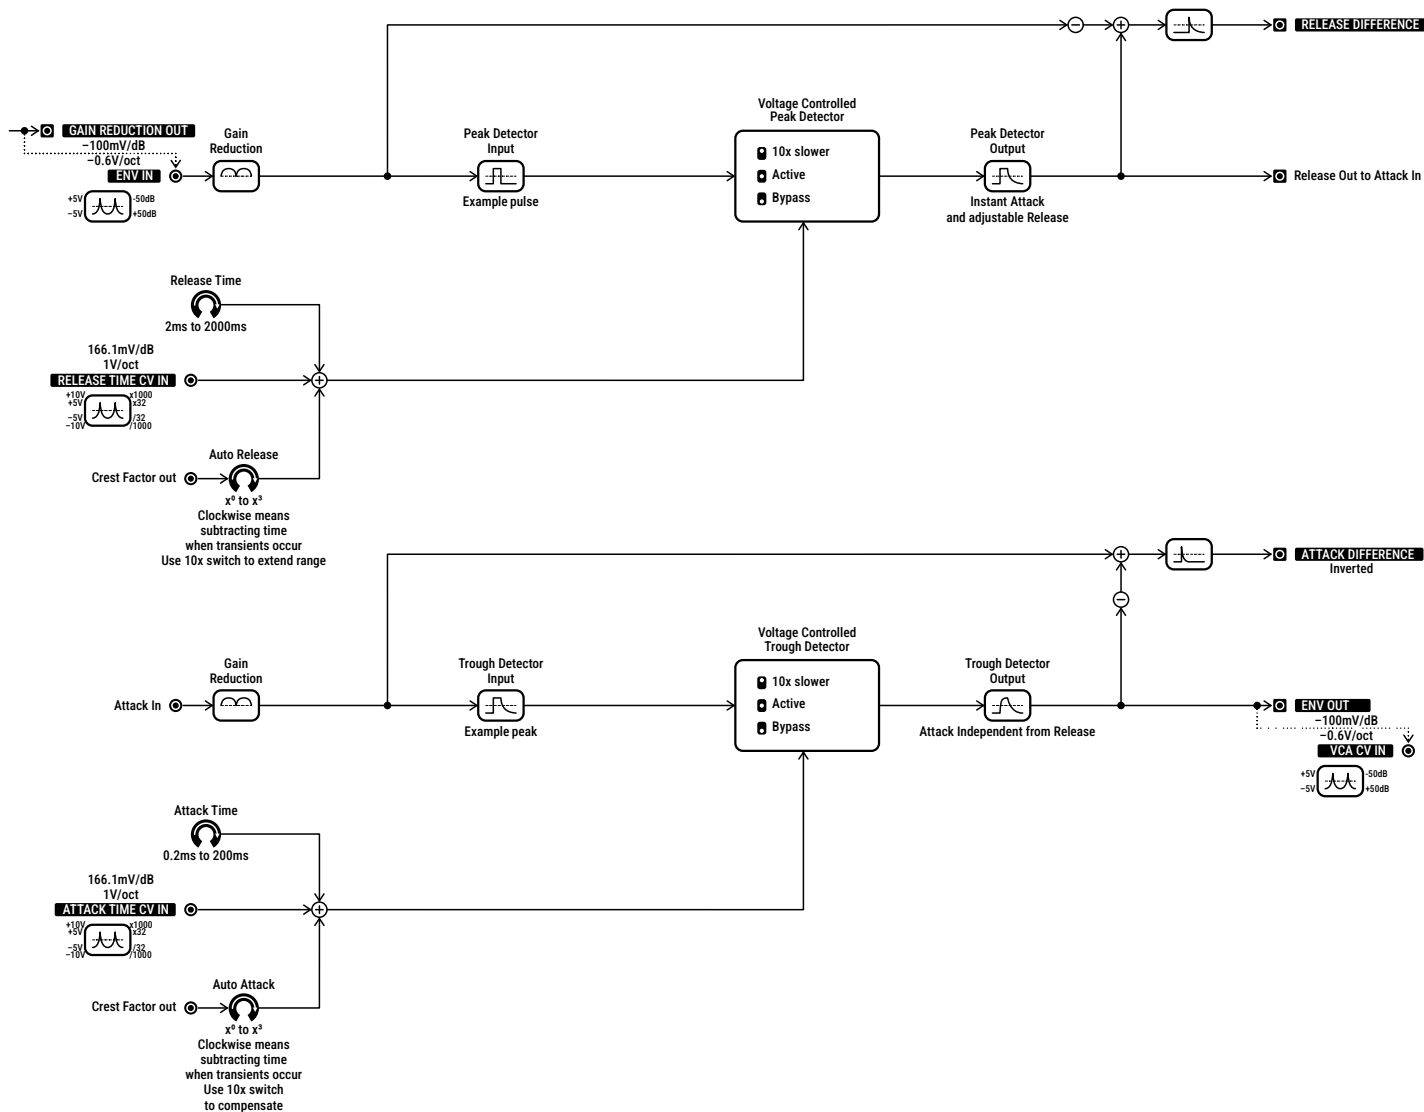 RELEASE DIFFERENCE
GAIN REDUCTION OUT
−100mV/dB
−0.6V/oct
ENV IN
+5V
−5V
-50dB
+50dB
Gain
Reduction
Peak Detector
Input
Example pulse
Voltage Controlled
Peak Detector
10x slower
Active
Bypass
Peak Detector
Output
Instant Attack
and adjustable Release
Release Out to Attack In
Release Time
2ms to 2000ms
166.1mV/dB
1V/oct
RELEASE TIME CV IN
+10V
+5V
−5V
−10V
x1000
x32
/32
/1000
Crest Factor out
Auto Release
x⁰ to x³
Clockwise means
subtracting time
when transients occur
Use 10x switch to extend range
ATTACK DIFFERENCE
Inverted
Attack In
Gain
Reduction
Trough Detector
Input
Example peak
Voltage Controlled
Trough Detector
10x slower
Active
Bypass
Trough Detector
Output
Attack Independent from Release
ENV OUT
−100mV/dB
−0.6V/oct
VCA CV IN
+5V
−5V
-50dB
+50dB
Attack Time
0.2ms to 200ms
166.1mV/dB
1V/oct
ATTACK TIME CV IN
+10V
+5V
−5V
−10V
x1000
x32
/32
/1000
Crest Factor out
Auto Attack
x⁰ to x³
Clockwise means
subtracting time
when transients occur
Use 10x switch
to compensate